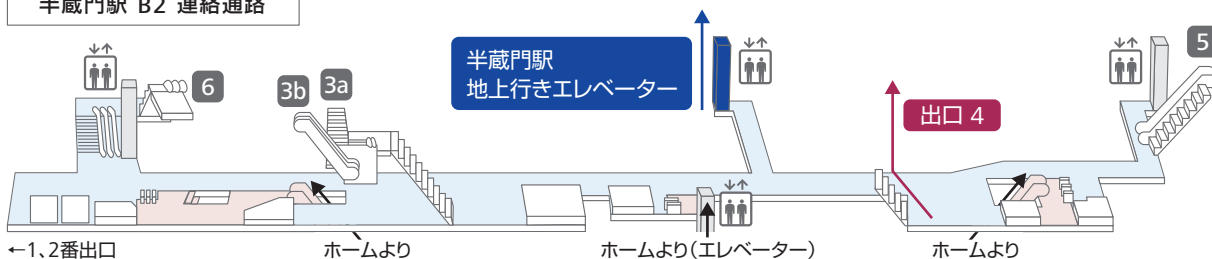 半蔵門駅 B2 連絡通路
6
3b
3a
半蔵門駅
地上行きエレベーター
出口 4
5
←1、2番出口
ホームより
ホームより（エレベーター）
ホームより